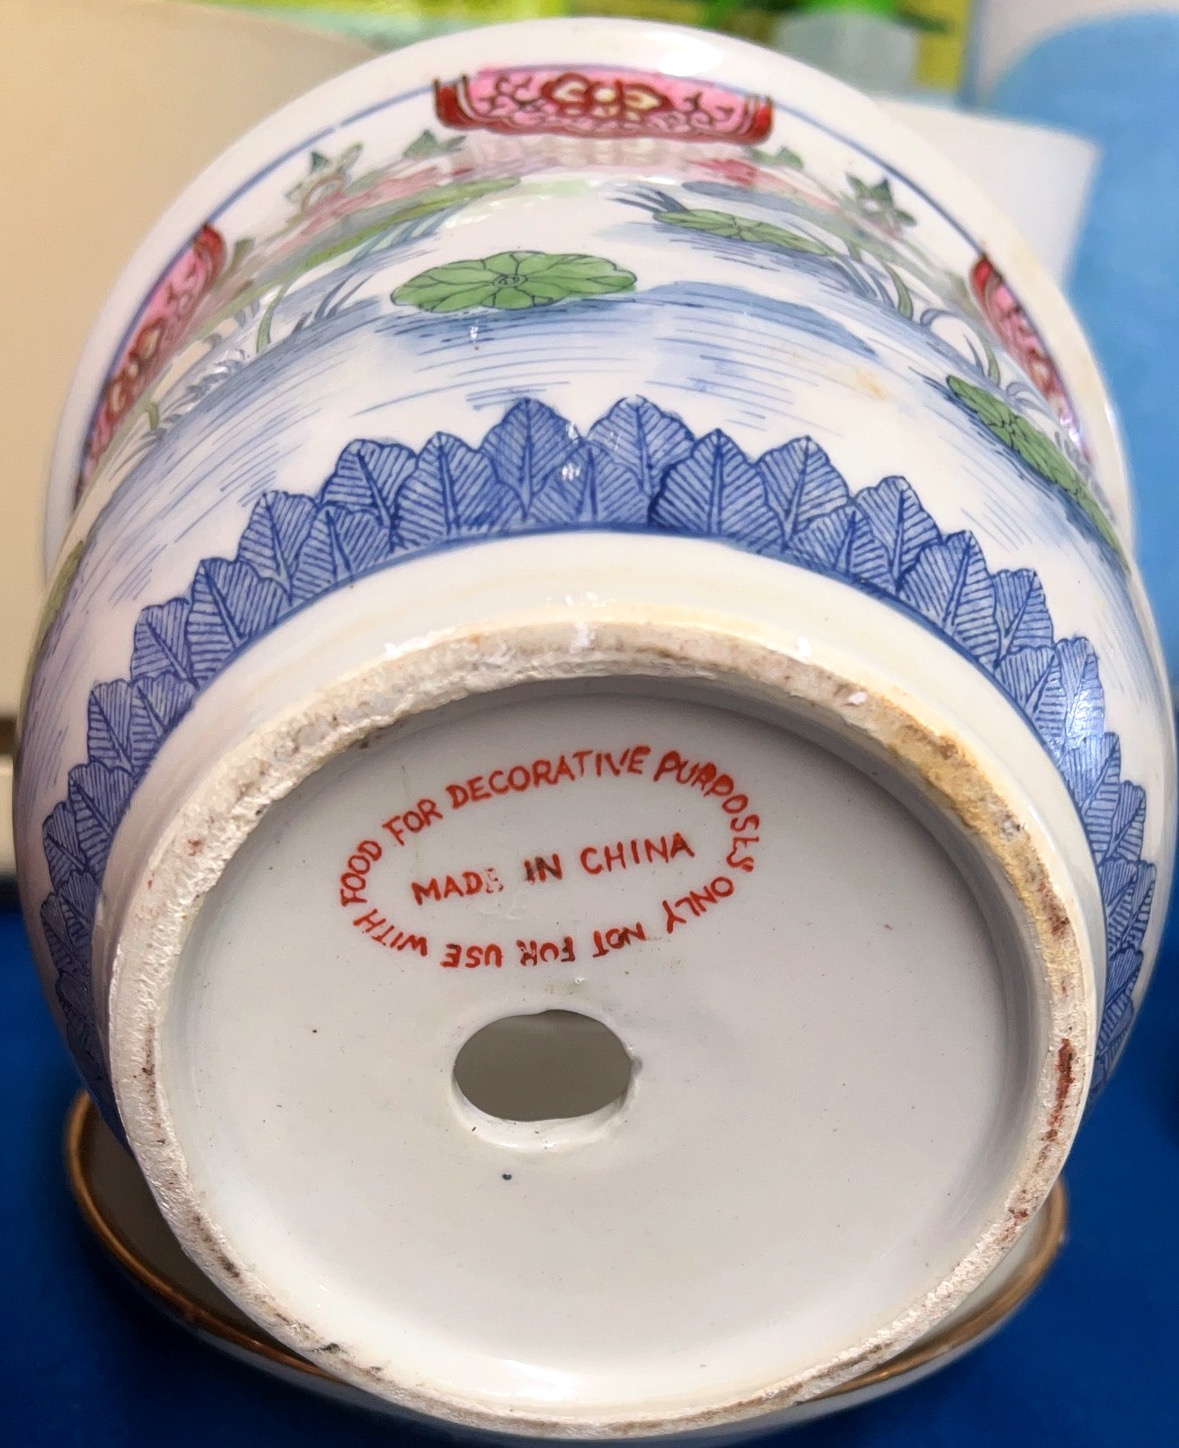 NOT FOR USE WITH FOOD FOR DECORATIVE PURPOSES ONLY
MADE IN CHINA